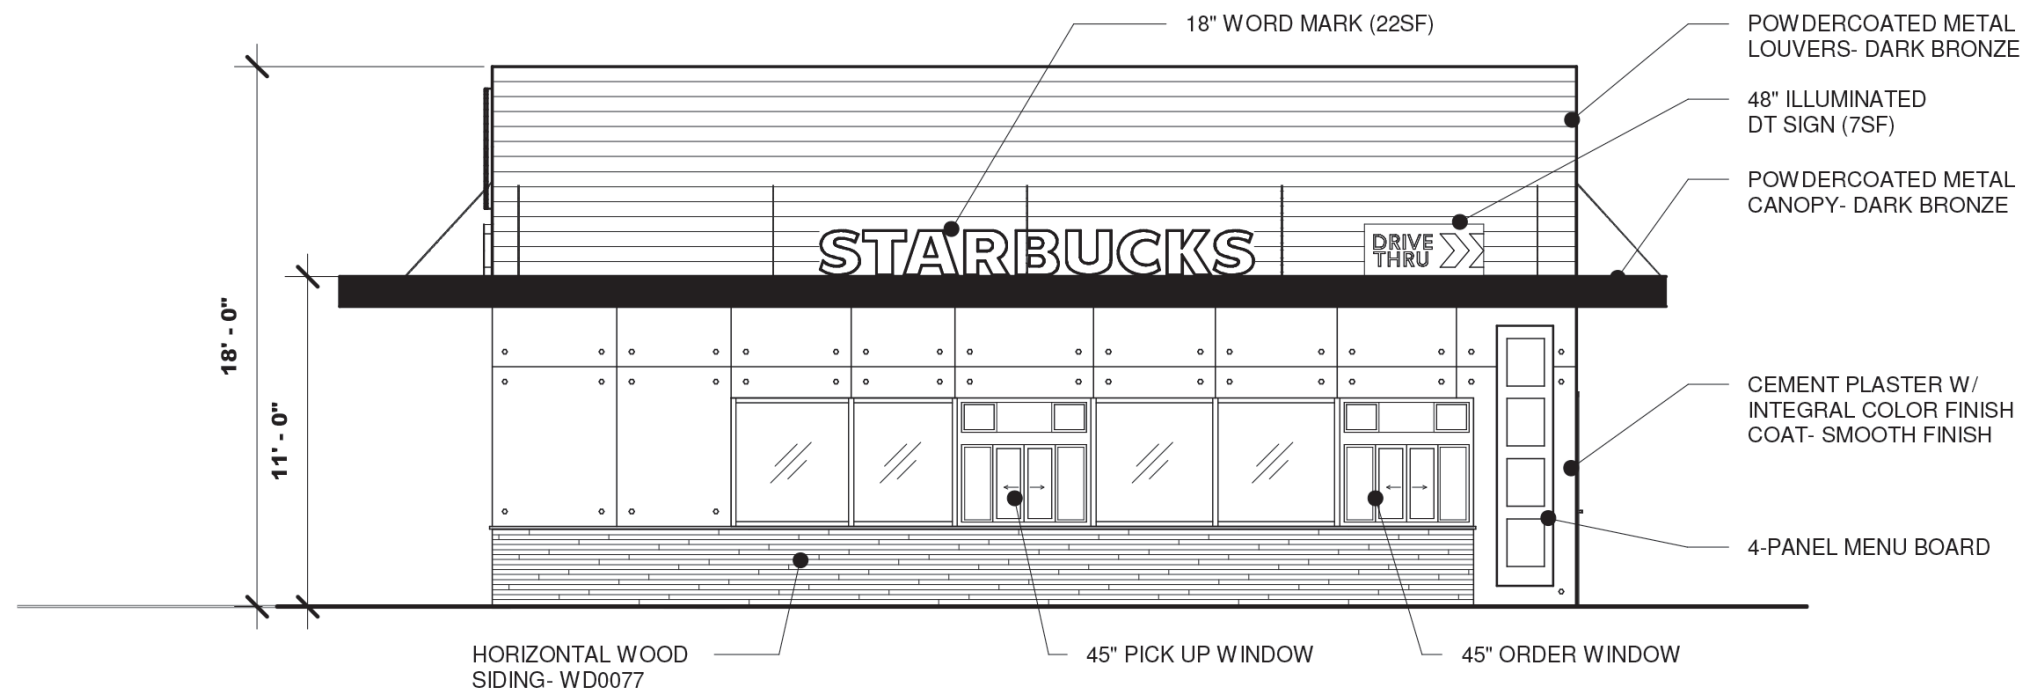 18" WORD MARK (22SF)
POWDERCOATED METAL
LOUVERS- DARK BRONZE
48" ILLUMINATED
DT SIGN (7SF)
POWDERCOATED METAL
CANOPY- DARK BRONZE
STARBUCKS
DRIVE
THRU
18' - 0"
11' - 0"
CEMENT PLASTER W/
INTEGRAL COLOR FINISH
COAT- SMOOTH FINISH
4-PANEL MENU BOARD
HORIZONTAL WOOD
SIDING- WD0077
45" PICK UP WINDOW
45" ORDER WINDOW